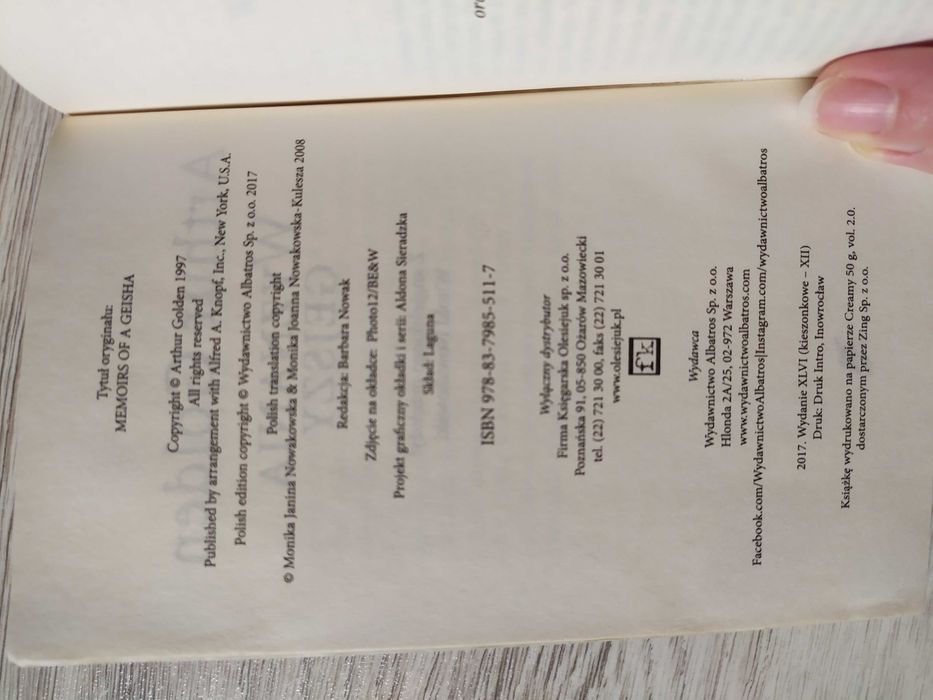 Tytuł oryginału:
MEMOIRS OF A GEISHA
Copyright © Arthur Golden 1997
All rights reserved
Published by arrangement with Alfred A. Knopf, Inc., New York, U.S.A.
Polish edition copyright © Wydawnictwo Albatros Sp. z o.o. 2017
Polish translation copyright
© Monika Janina Nowakowska & Monika Joanna Nowakowska-Kulesza 2008
Redakcja: Barbara Nowak
Zdjęcie na okładce: Photo12/BE&W
Projekt graficzny okładki i serii: Aldona Sieradzka
Skład: Laguna
ISBN 978-83-7985-511-7
Wyłączny dystrybutor
Firma Księgarska Olesiejuk sp. z o.o.
Poznańska 91, 05-850 Ożarów Mazowiecki
tel. (22) 721 30 00, faks (22) 721 30 01
www.olesiejuk.pl
fk
Wydawca
Wydawnictwo Albatros Sp. z o.o.
Hlonda 2A/25, 02-972 Warszawa
www.wydawnictwoalbatros.com
Facebook.com/WydawnictwoAlbatros|Instagram.com/wydawnictwoalbatros
2017. Wydanie XLVI (kieszonkowe – XII)
Druk: Druk Intro, Inowrocław
Książkę wydrukowano na papierze Creamy 50 g, vol. 2.0.
dostarczonym przez Zing Sp. z o.o.